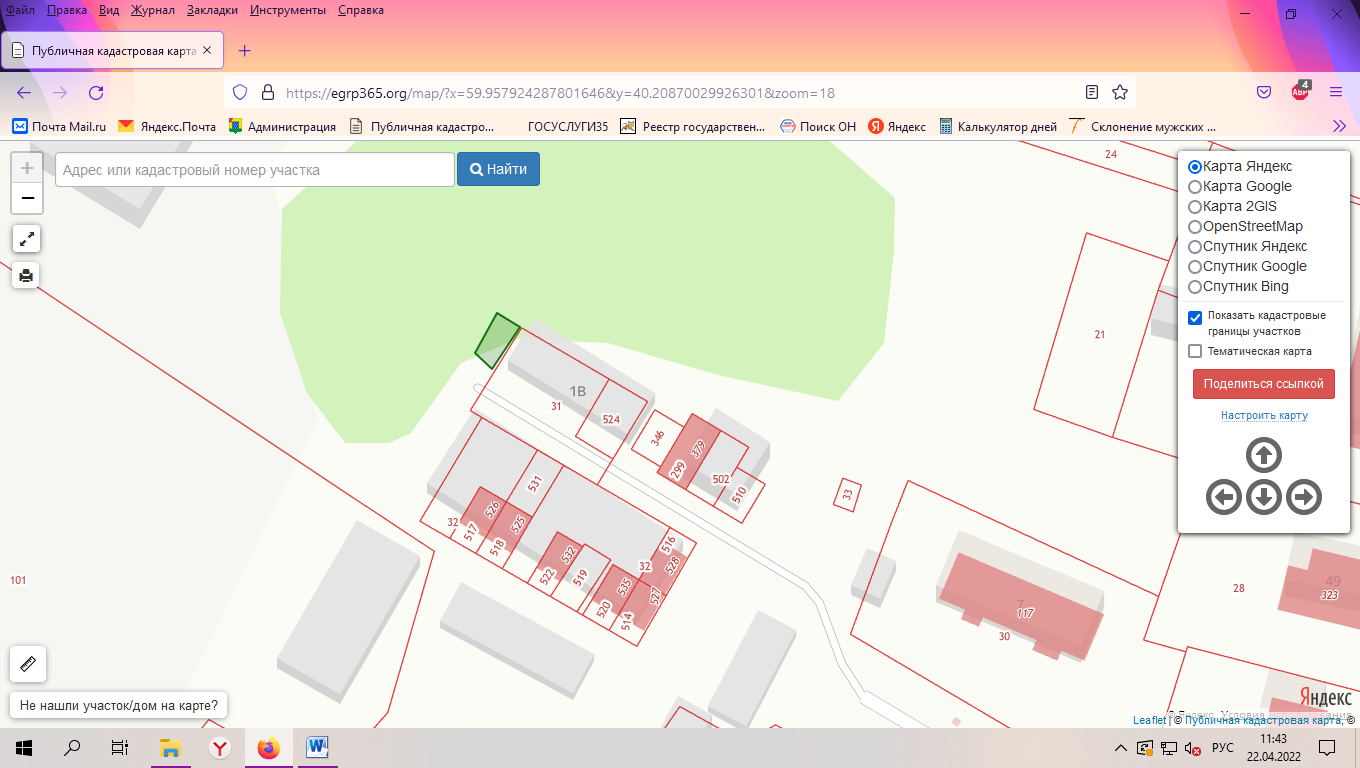 Файл Правка Вид Журнал Закладки Инструменты Справка
Публичная кадастровая карта
https://egrp365.org/map/?x=59.957924287801646&y=40.20870029926301&zoom=18
4
ABP
Почта Mail.ru Яндекс.Почта Администрация Публичная кадастро... ГОСУСЛУГИ35 Реестр государствен... Поиск ОН Яндекс Калькулятор дней Склонение мужских ...
Адрес или кадастровый номер участка
Найти
Карта Яндекс
Карта Google
Карта 2GIS
OpenStreetMap
Спутник Яндекс
Спутник Google
Спутник Bing
Показать кадастровые
границы участков
Тематическая карта
Поделиться ссылкой
Настроить карту
24
21
1В
31
524
346
379
299
502
510
33
531
526
525
32
517
518
532
522
519
516
32
528
535
527
520
514
101
7
117
30
28
49
323
Не нашли участок/дом на карте?
Яндекс
© Яндекс Условия использования
Leaflet | © Публичная кадастровая карта, ©
РУС
11:43
22.04.2022